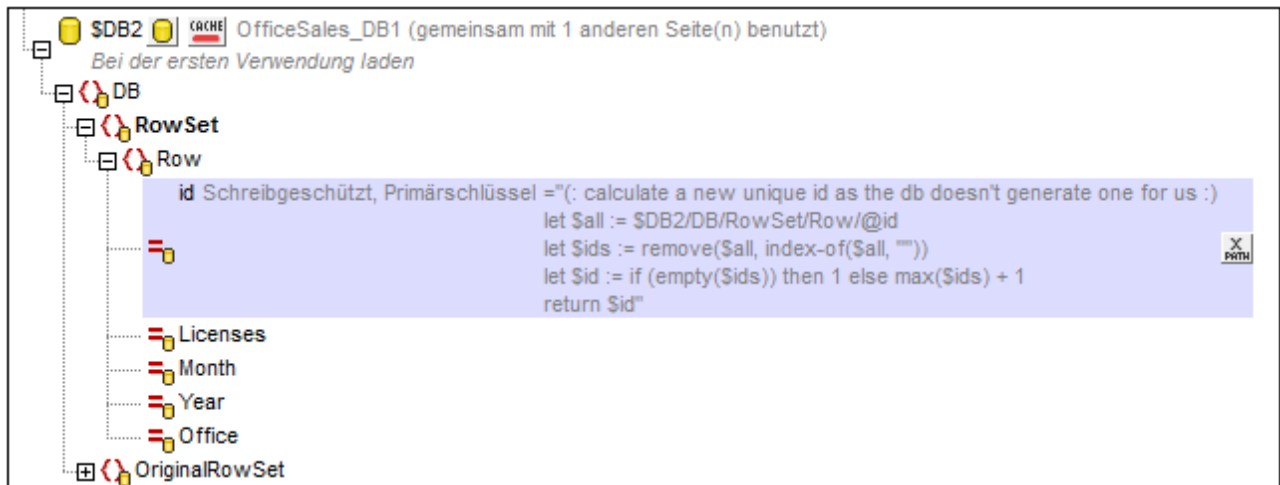 $DB2 CACHE OfficeSales_DB1 (gemeinsam mit 1 anderen Seite(n) benutzt)
Bei der ersten Verwendung laden
DB
RowSet
Row
id Schreibgeschützt, Primärschlüssel ="(: calculate a new unique id as the db doesn't generate one for us :)
let $all := $DB2/DB/RowSet/Row/@id
let $ids := remove($all, index-of($all, ""))
let $id := if (empty($ids)) then 1 else max($ids) + 1
return $id"
X PATH
Licenses
Month
Year
Office
OriginalRowSet